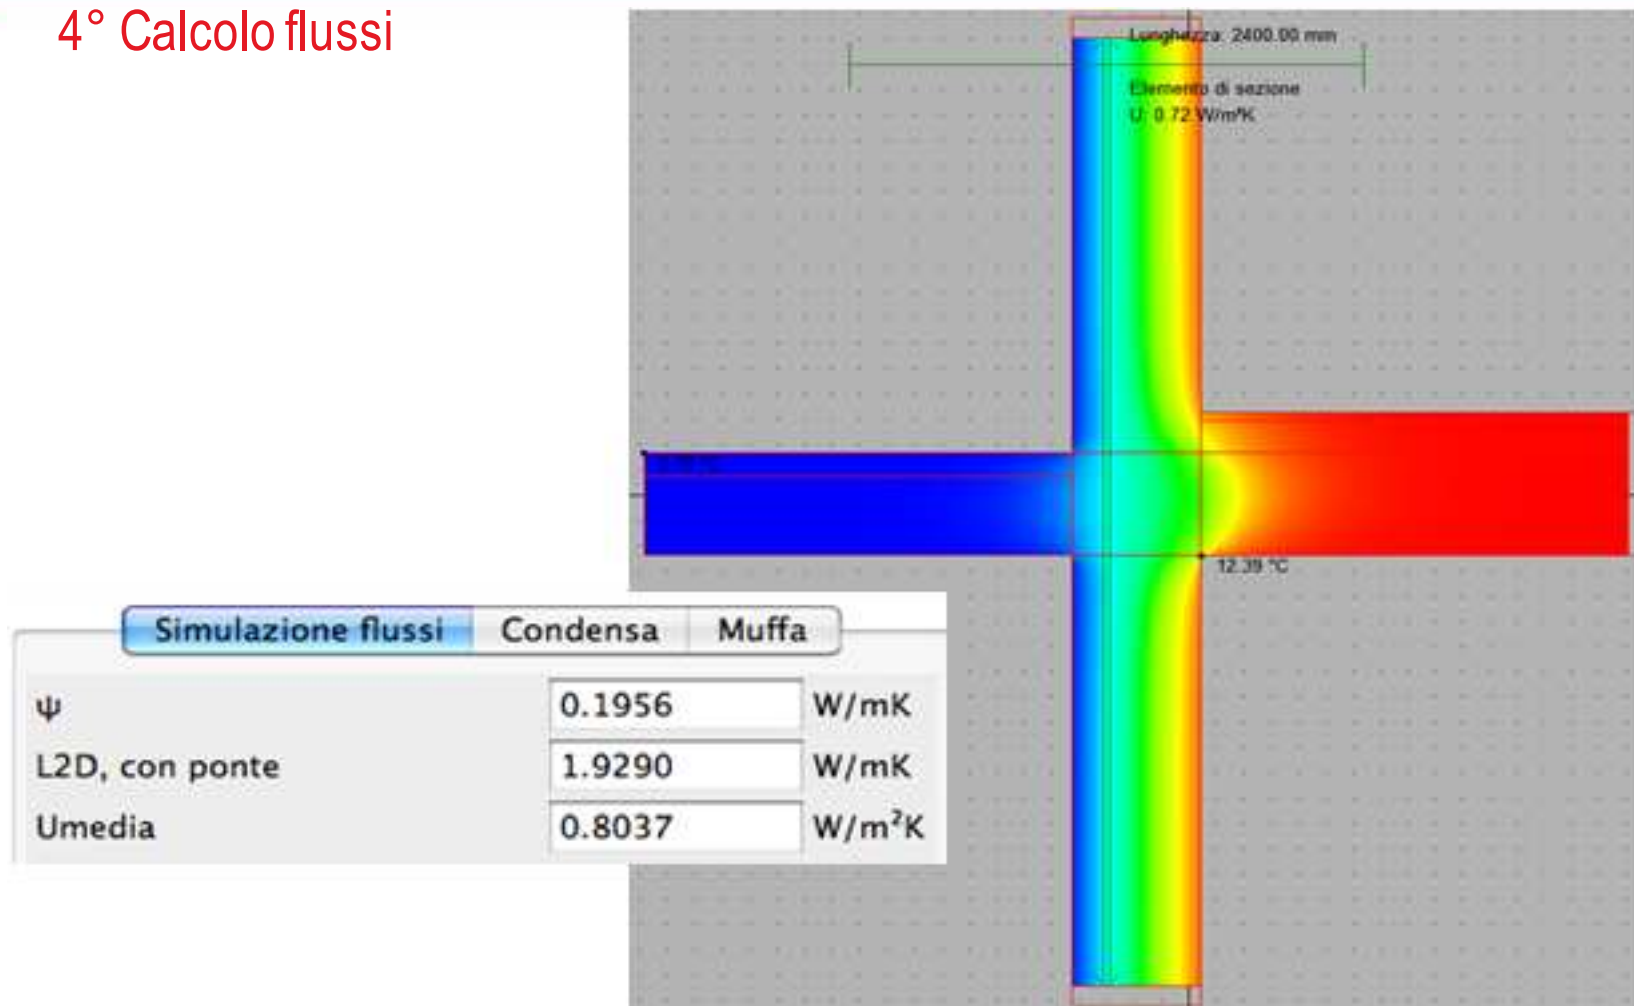 4° Calcolo flussi
Lunghezza: 2400.00 mm
Elemento di sezione
U: 0.72 W/m²K
12.39 °C
Simulazione flussi Condensa Muffa
ψ 0.1956 W/mK
L2D, con ponte 1.9290 W/mK
Umedia 0.8037 W/m²K